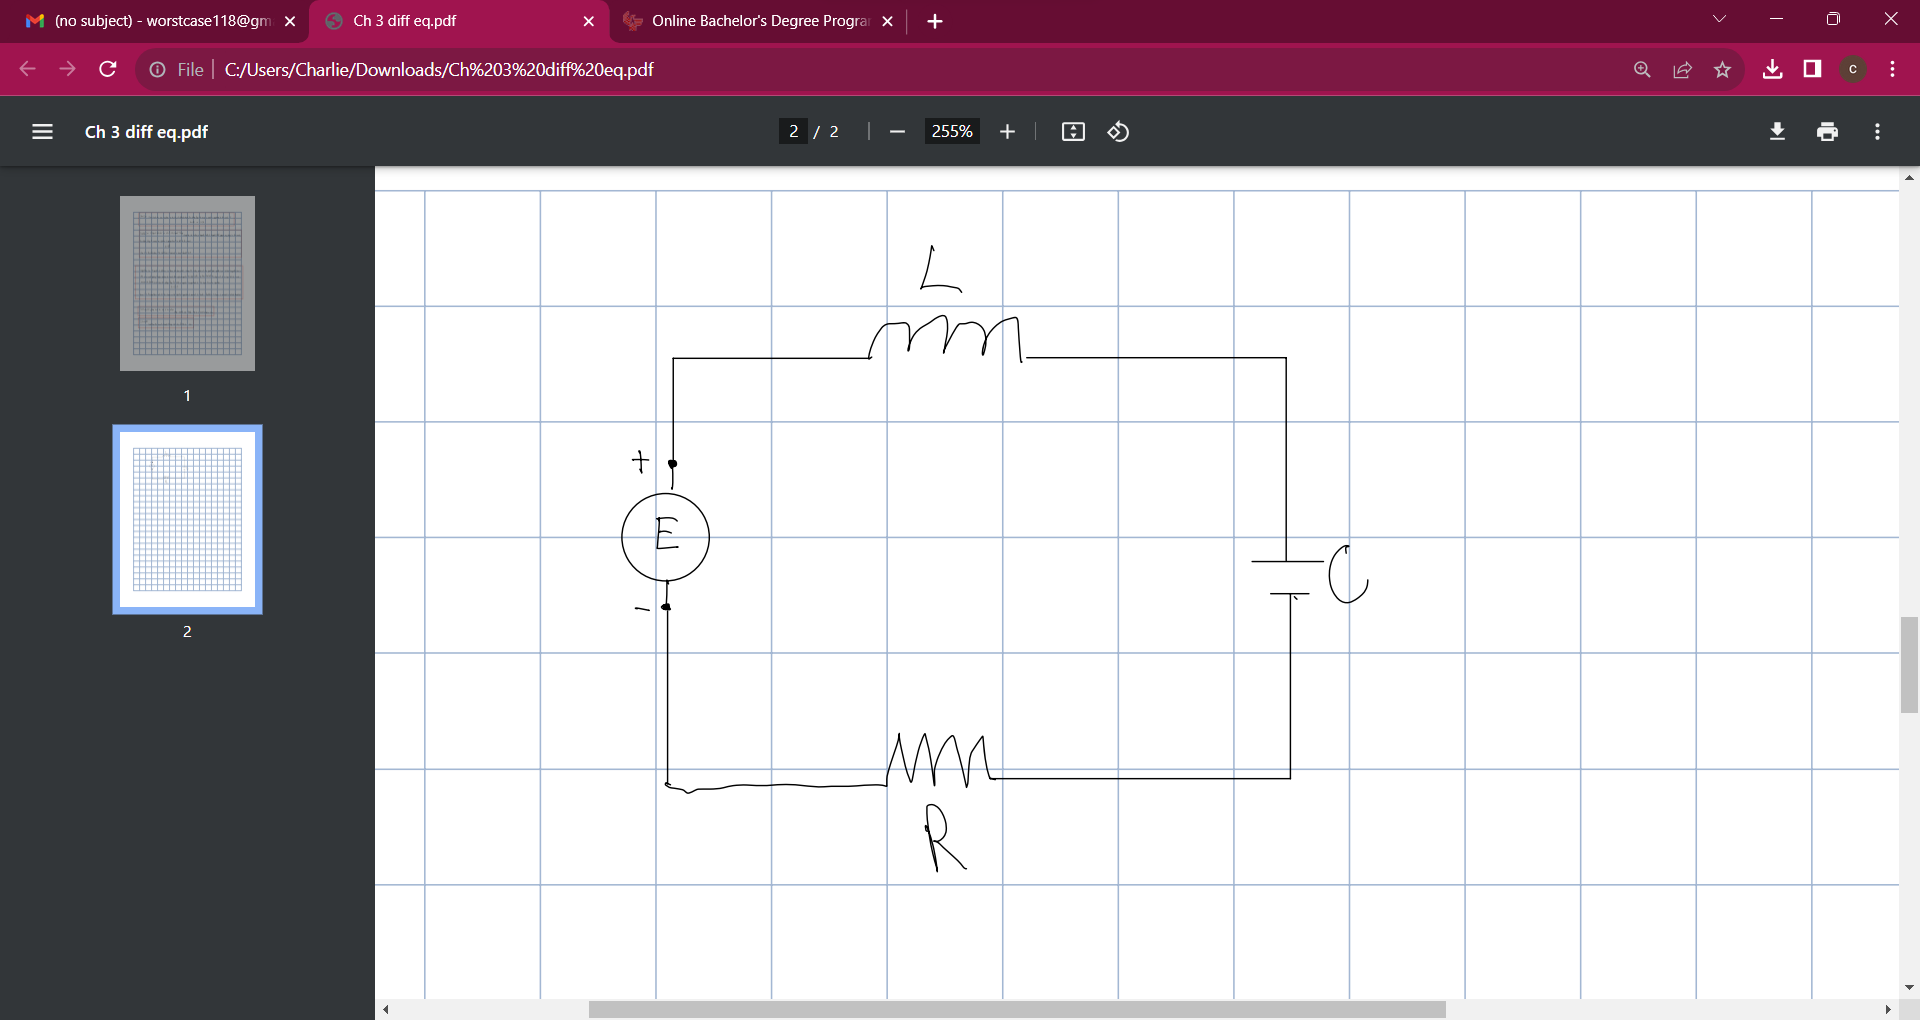 (no subject) - worstcase118@gm
Ch 3 diff eq.pdf
Online Bachelor's Degree Progra
File
C:/Users/Charlie/Downloads/Ch%203%20diff%20eq.pdf
c
Ch 3 diff eq.pdf
2 / 2
255%
1
2
L
+
E
-
C
R